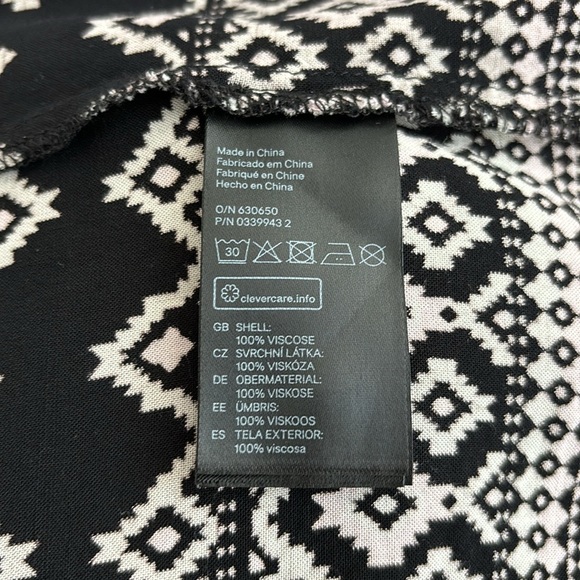 Made in China
Fabricado em China
Fabriqué en Chine
Hecho en China
O/N 630650
P/N 0339943 2
30
clevercare.info
GB SHELL:
100% VISCOSE
CZ SVRCHNÍ LÁTKA:
100% VISKÓZA
DE OBERMATERIAL:
100% VISKOSE
EE ÜMBRIS:
100% VISKOOS
ES TELA EXTERIOR:
100% viscosa